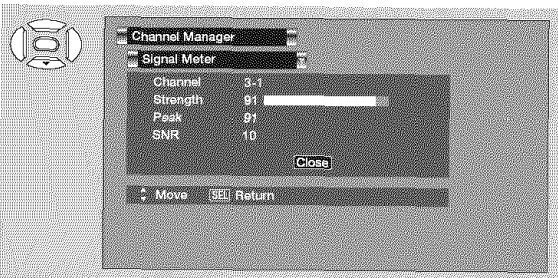 Channel Manager
Signal Meter
Channel 3-1
Strength 91
Peak 91
SNR 10
Close
Move SEL Return